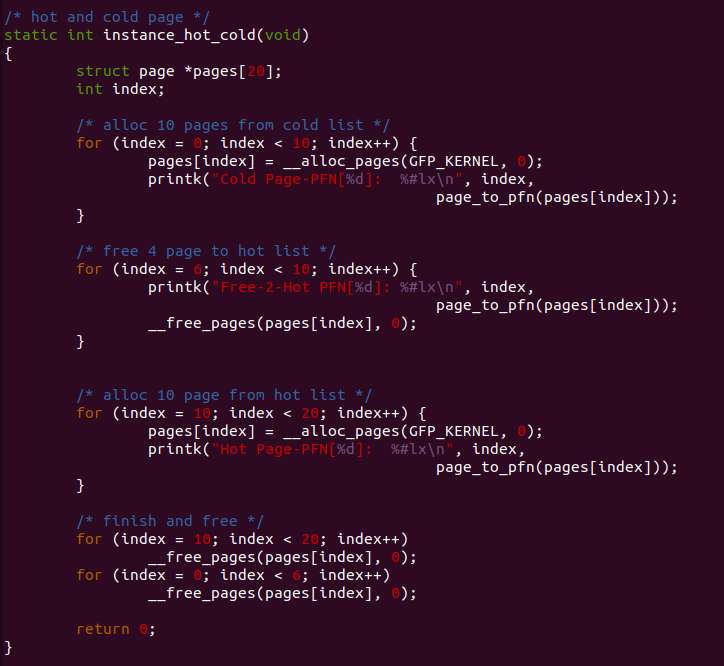 /* hot and cold page */
static int instance_hot_cold(void)
{
        struct page *pages[20];
        int index;

        /* alloc 10 pages from cold list */
        for (index = 0; index < 10; index++) {
                pages[index] = __alloc_pages(GFP_KERNEL, 0);
                printk("Cold Page-PFN[%d]:  %#lx\n", index,
                                                page_to_pfn(pages[index]));
        }

        /* free 4 page to hot list */
        for (index = 6; index < 10; index++) {
                printk("Free-2-Hot PFN[%d]: %#lx\n", index,
                                                page_to_pfn(pages[index]));
                __free_pages(pages[index], 0);
        }


        /* alloc 10 page from hot list */
        for (index = 10; index < 20; index++) {
                pages[index] = __alloc_pages(GFP_KERNEL, 0);
                printk("Hot Page-PFN[%d]:  %#lx\n", index,
                                                page_to_pfn(pages[index]));
        }

        /* finish and free */
        for (index = 10; index < 20; index++)
                __free_pages(pages[index], 0);
        for (index = 0; index < 6; index++)
                __free_pages(pages[index], 0);

        return 0;
}